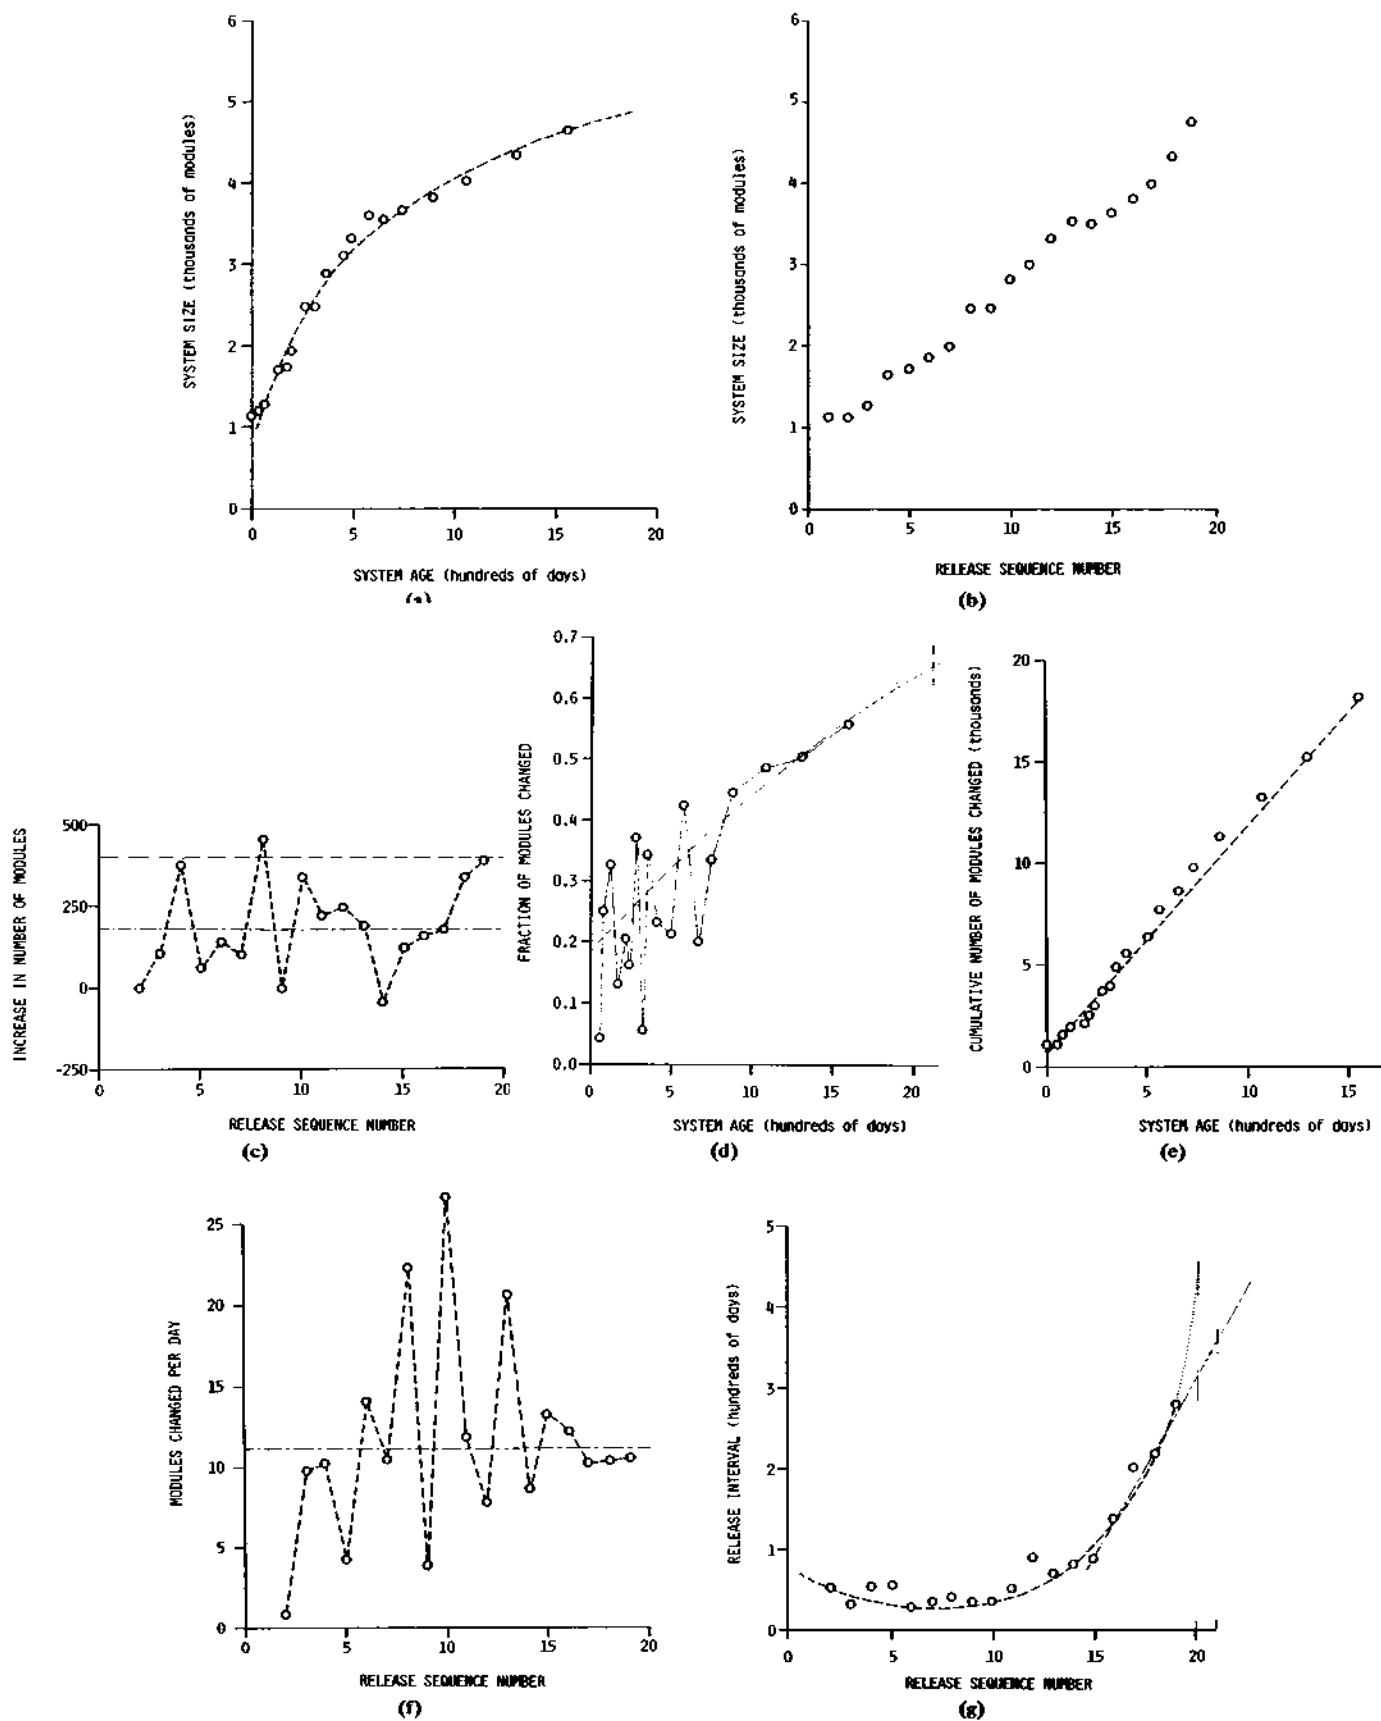 6
5
4
3
2
1
0
SYSTEM SIZE (thousands of modules)
0 5 10 15 20
SYSTEM AGE (hundreds of days)
(a)
6
5
4
3
2
1
0
SYSTEM SIZE (thousands of modules)
0 5 10 15 20
RELEASE SEQUENCE NUMBER
(b)
500
250
0
-250
INCREASE IN NUMBER OF MODULES
0 5 10 15 20
RELEASE SEQUENCE NUMBER
(c)
0.7
0.6
0.5
0.4
0.3
0.2
0.1
0.0
FRACTION OF MODULES CHANGED
0 5 10 15 20
SYSTEM AGE (hundreds of days)
(d)
20
15
10
5
0
CUMULATIVE NUMBER OF MODULES CHANGED (thousands)
0 5 10 15
SYSTEM AGE (hundreds of days)
(e)
25
20
15
10
5
0
MODULES CHANGED PER DAY
0 5 10 15 20
RELEASE SEQUENCE NUMBER
(f)
5
4
3
2
1
0
RELEASE INTERVAL (hundreds of days)
0 5 10 15 20
RELEASE SEQUENCE NUMBER
(g)